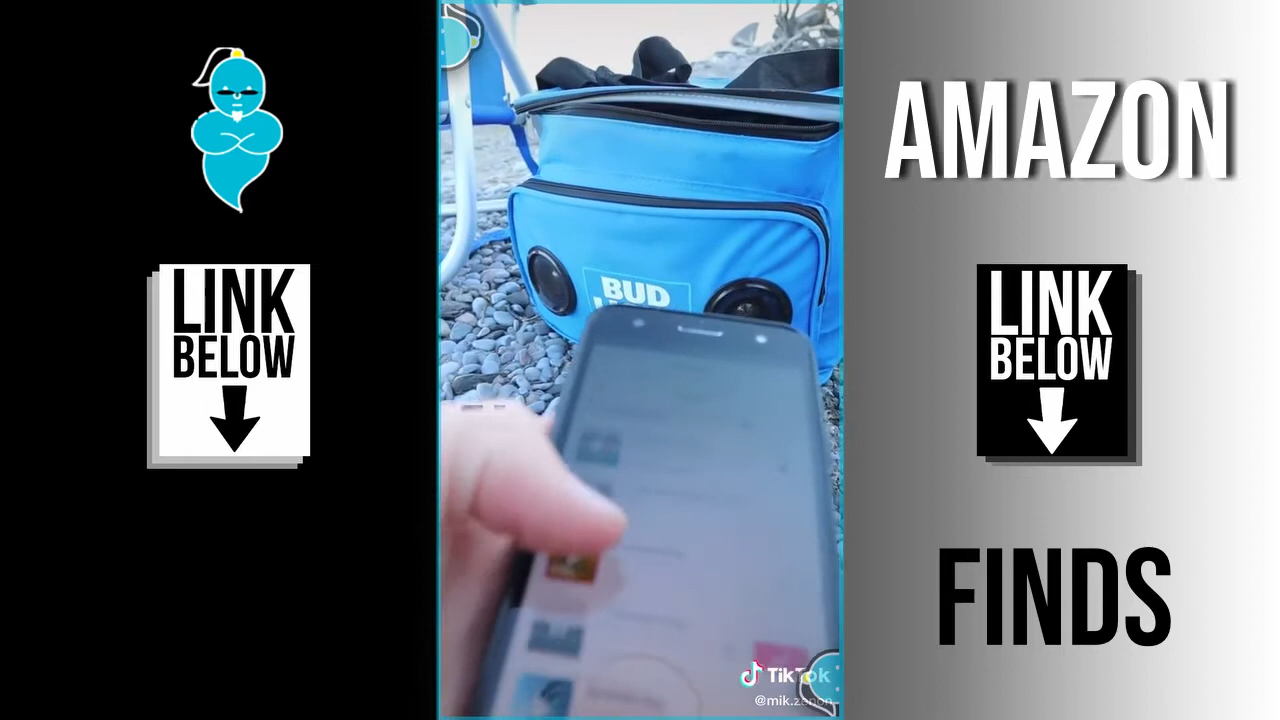 LINK
BELOW
BUD
TikTok
@mik.zenon
AMAZON
LINK
BELOW
FINDS